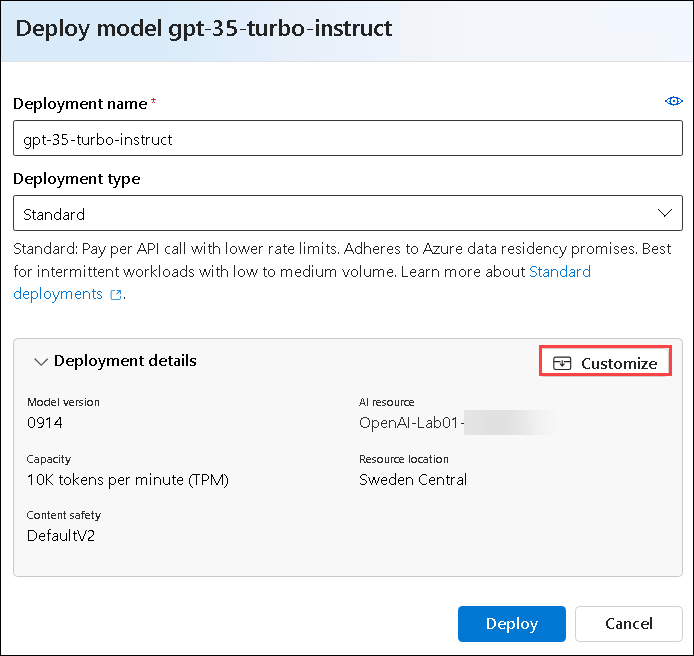 Deploy model gpt-35-turbo-instruct
Deployment name *
gpt-35-turbo-instruct
Deployment type
Standard
Standard: Pay per API call with lower rate limits. Adheres to Azure data residency promises. Best
for intermittent workloads with low to medium volume. Learn more about Standard
deployments.
Deployment details
Customize
Model version
0914
AI resource
OpenAI-Lab01-
Capacity
10K tokens per minute (TPM)
Resource location
Sweden Central
Content safety
DefaultV2
Deploy
Cancel